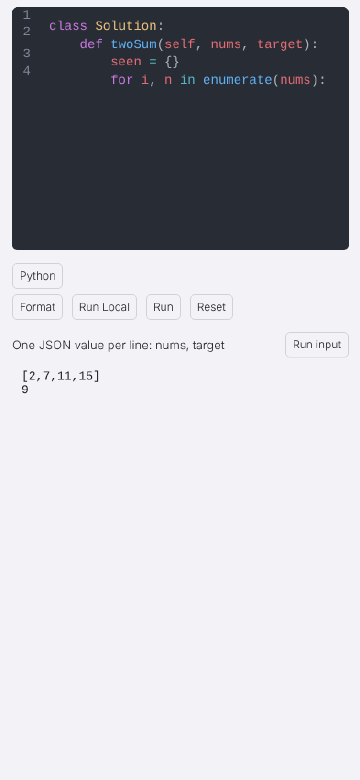 1 class Solution:
2     def twoSum(self, nums, target):
3         seen = {}
4         for i, n in enumerate(nums):
Python
Format Run Local Run Reset
One JSON value per line: nums, target Run input
[2,7,11,15]
9